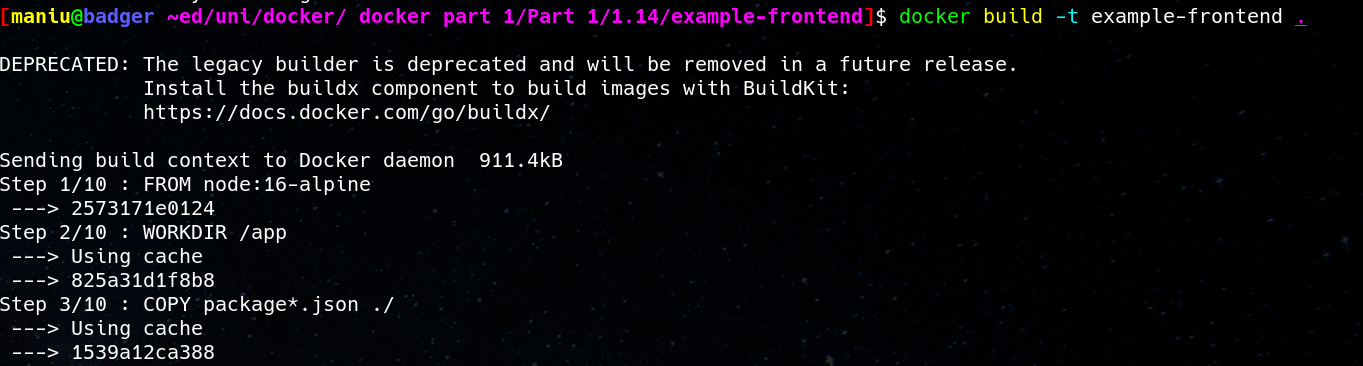 [maniu@badger ~ed/uni/docker/ docker part 1/Part 1/1.14/example-frontend]$ docker build -t example-frontend .
DEPRECATED: The legacy builder is deprecated and will be removed in a future release.
Install the buildx component to build images with BuildKit:
https://docs.docker.com/go/buildx/
Sending build context to Docker daemon  911.4kB
Step 1/10 : FROM node:16-alpine
---> 2573171e0124
Step 2/10 : WORKDIR /app
---> Using cache
---> 825a31d1f8b8
Step 3/10 : COPY package*.json ./
---> Using cache
---> 1539a12ca388